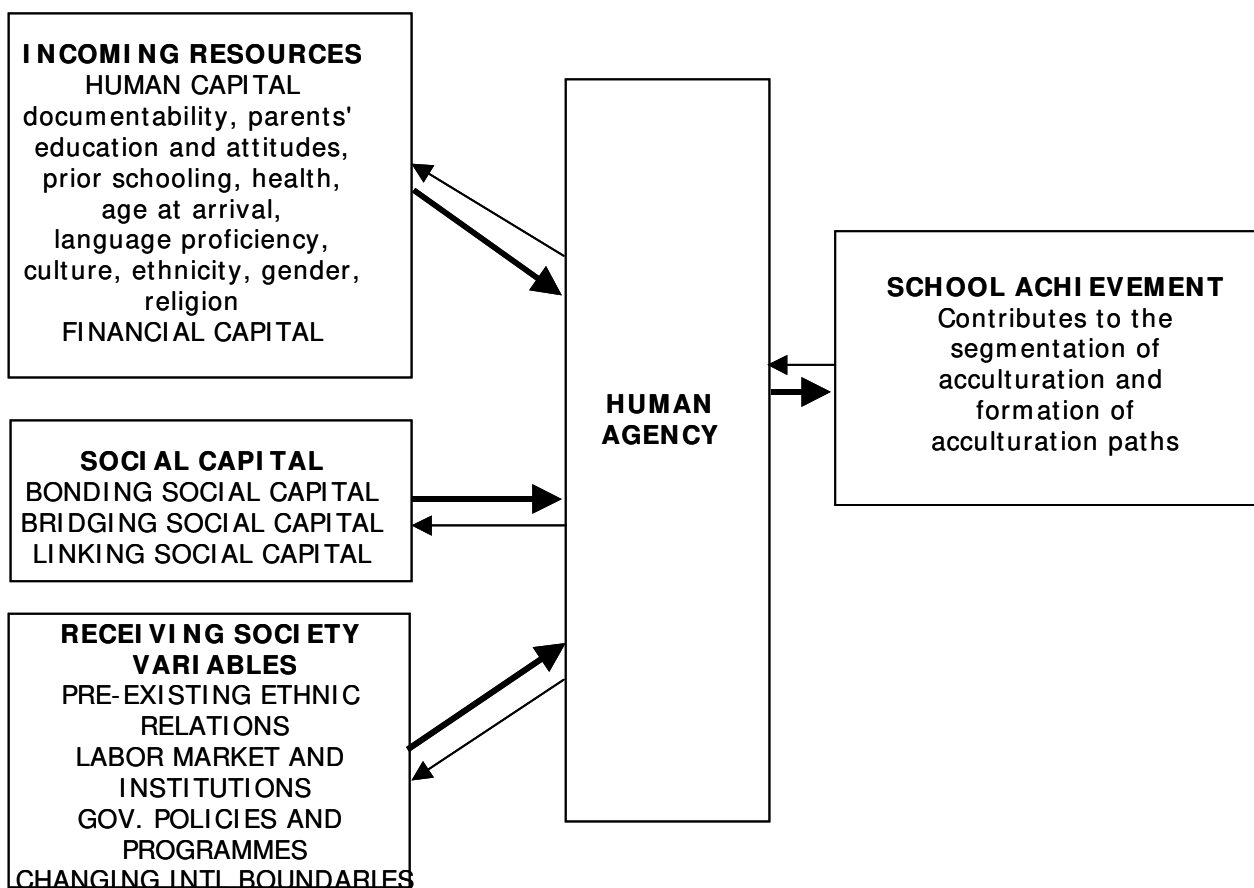 INCOMING RESOURCES
HUMAN CAPITAL
documentability, parents'
education and attitudes,
prior schooling, health,
age at arrival,
language proficiency,
culture, ethnicity, gender,
religion
FINANCIAL CAPITAL
SOCIAL CAPITAL
BONDING SOCIAL CAPITAL
BRIDGING SOCIAL CAPITAL
LINKING SOCIAL CAPITAL
RECEIVING SOCIETY
VARIABLES
PRE-EXISTING ETHNIC
RELATIONS
LABOR MARKET AND
INSTITUTIONS
GOV. POLICIES AND
PROGRAMMES
CHANGING INTL BOUNDARIES
HUMAN
AGENCY
SCHOOL ACHIEVEMENT
Contributes to the
segmentation of
acculturation and
formation of
acculturation paths